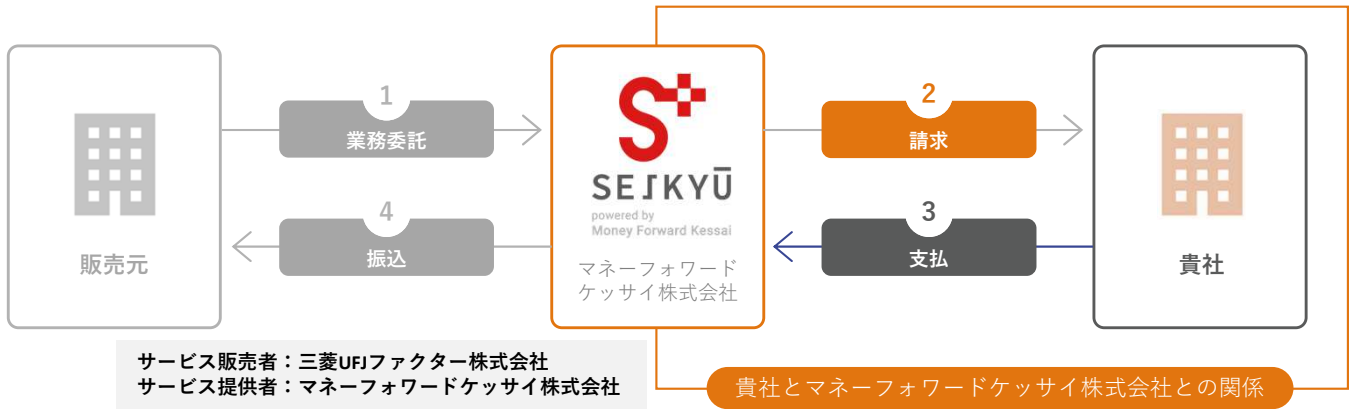 1
業務委託
2
請求
SEIKYŪ
powered by
Money Forward Kessai
マネーフォワード
ケッサイ株式会社
4
振込
3
支払
販売元
貴社
サービス販売者：三菱UFJファクター株式会社
サービス提供者：マネーフォワードケッサイ株式会社
貴社とマネーフォワードケッサイ株式会社との関係